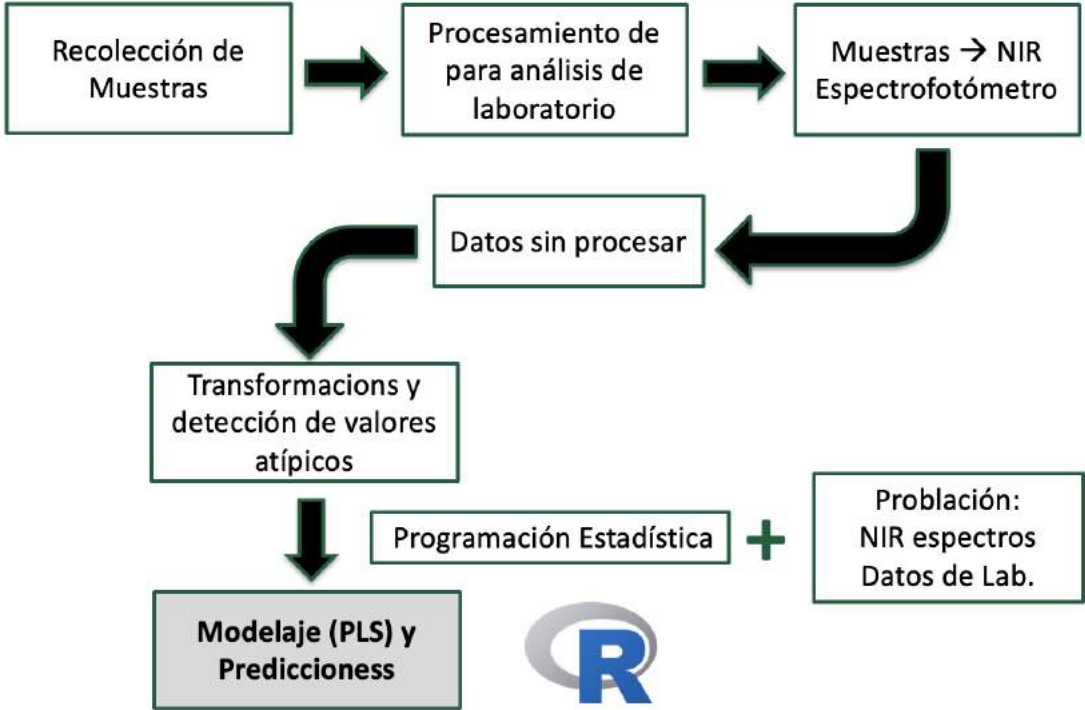 Recolección de
Muestras
Procesamiento de
para análisis de
laboratorio
Muestras → NIR
Espectrofotómetro
Datos sin procesar
Transformacions y
detección de valores
atípicos
Programación Estadística
+
Problación:
NIR espectros
Datos de Lab.
Modelaje (PLS) y
Prediccioness
R